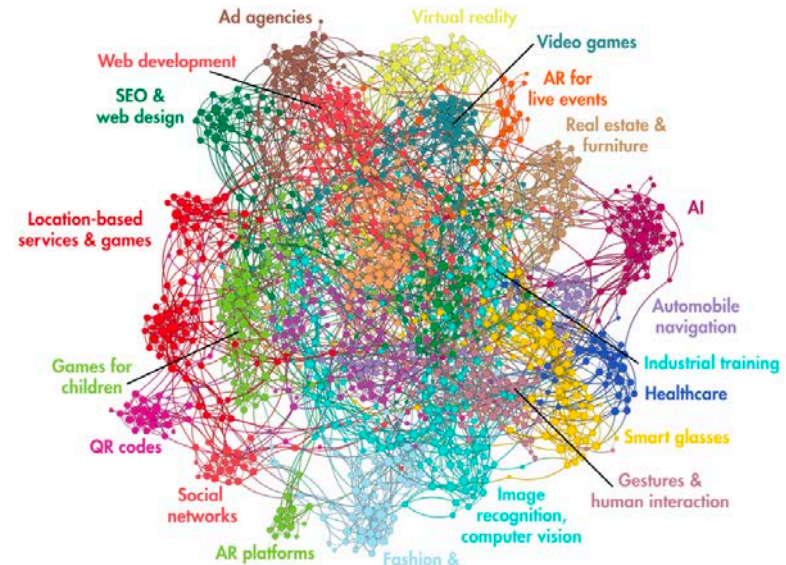 Ad agencies
Virtual reality
Video games
Web development
AR for
live events
SEO &
web design
Real estate &
furniture
AI
Location-based
services & games
Automobile
navigation
Games for
children
Industrial training
Healthcare
QR codes
Smart glasses
Gestures &
human interaction
Social
networks
Image
recognition,
computer vision
AR platforms
Fashion &